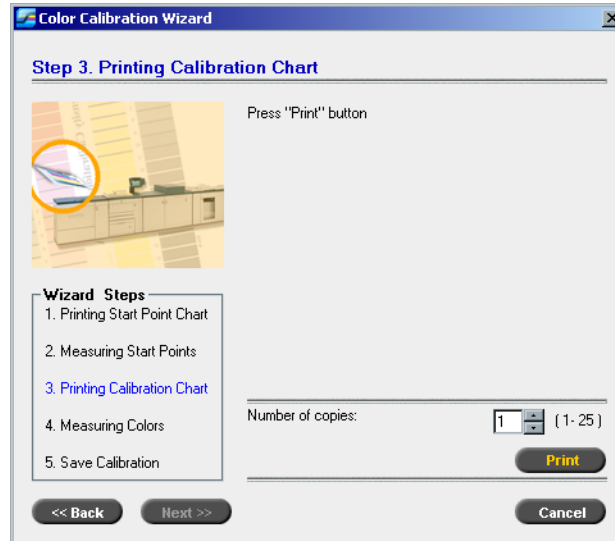 Color Calibration Wizard
Step 3. Printing Calibration Chart
Press "Print" button
Wizard Steps
1. Printing Start Point Chart
2. Measuring Start Points
3. Printing Calibration Chart
4. Measuring Colors
5. Save Calibration
Number of copies:
1
(1-25)
Print
<< Back
Next >>
Cancel